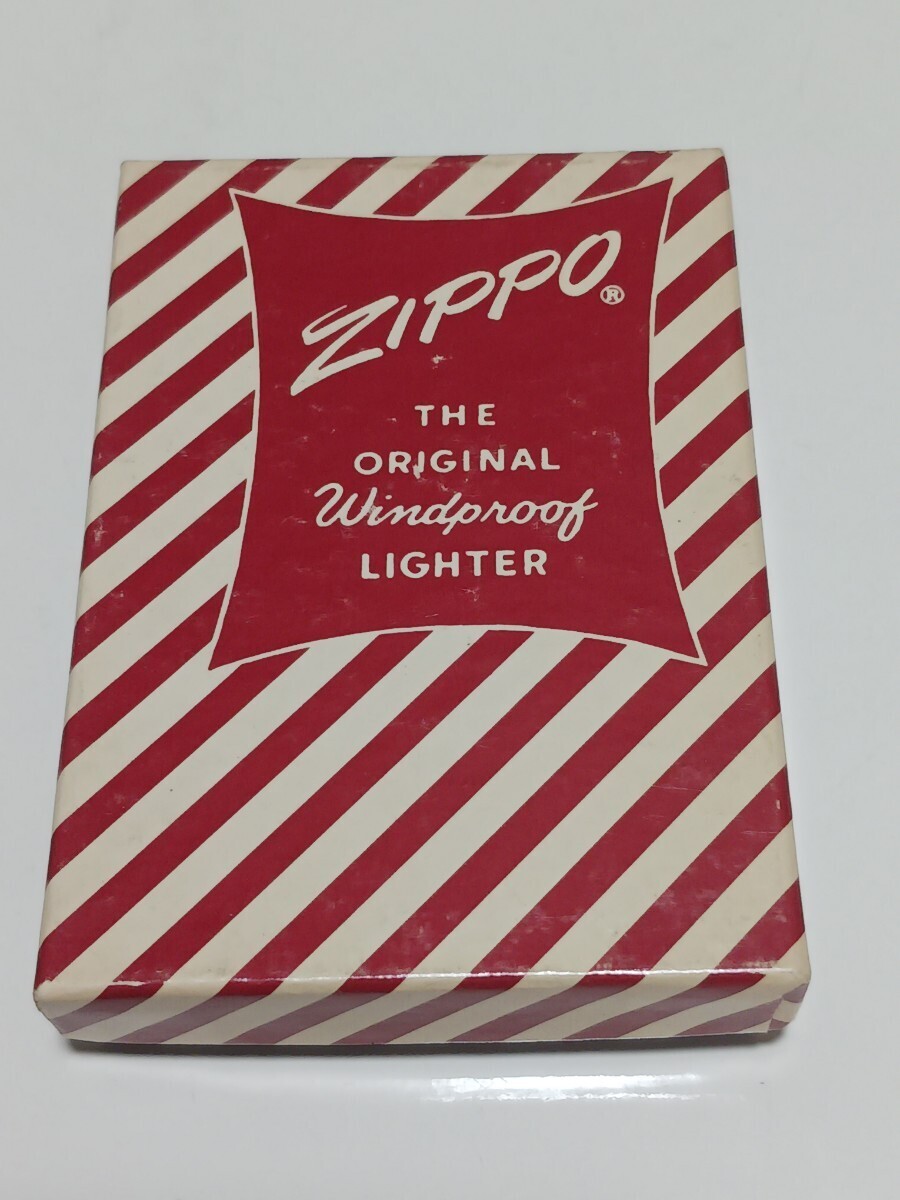 ZIPPO®
THE
ORIGINAL
Windproof
LIGHTER